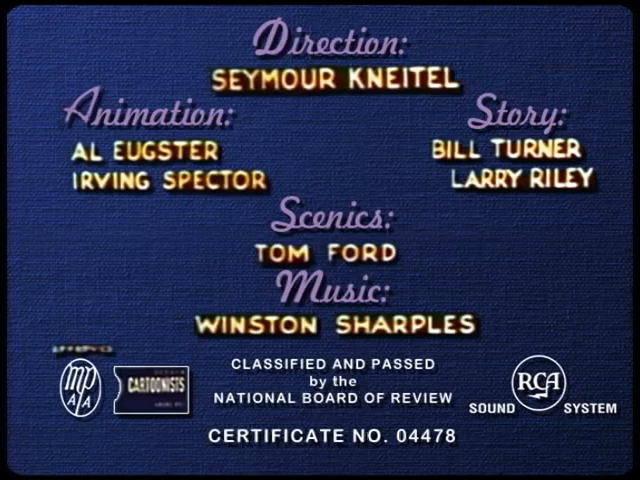 Direction:
SEYMOUR KNEITEL
Animation:
AL EUGSTER
IRVING SPECTOR
Story:
BILL TURNER
LARRY RILEY
Scenics:
TOM FORD
Music:
WINSTON SHARPLES
MPAA
CARTOONISTS
CLASSIFIED AND PASSED
by the
NATIONAL BOARD OF REVIEW
CERTIFICATE NO. 04478
RCA
SOUND SYSTEM